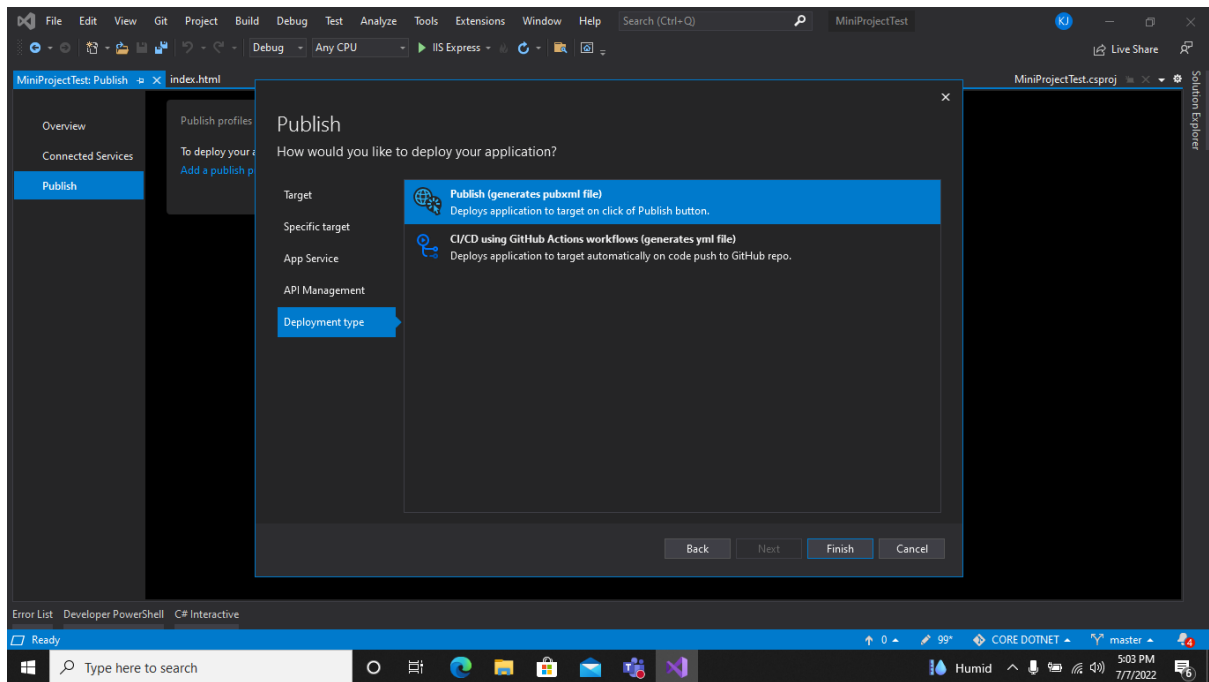 File Edit View Git Project Build Debug Test Analyze Tools Extensions Window Help Search (Ctrl+Q) MiniProjectTest KJ
Debug Any CPU IIS Express Live Share
MiniProjectTest: Publish index.html MiniProjectTest.csproj
Solution Explorer
Overview
Connected Services
Publish
Publish profiles
To deploy your a
Add a publish p
Publish
How would you like to deploy your application?
Target
Specific target
App Service
API Management
Deployment type
Publish (generates pubxml file)
Deploys application to target on click of Publish button.
CI/CD using GitHub Actions workflows (generates yml file)
Deploys application to target automatically on code push to GitHub repo.
Back Next Finish Cancel
Error List Developer PowerShell C# Interactive
Ready 0 99* CORE DOTNET master 4
Type here to search Humid 5:03 PM
7/7/2022 6